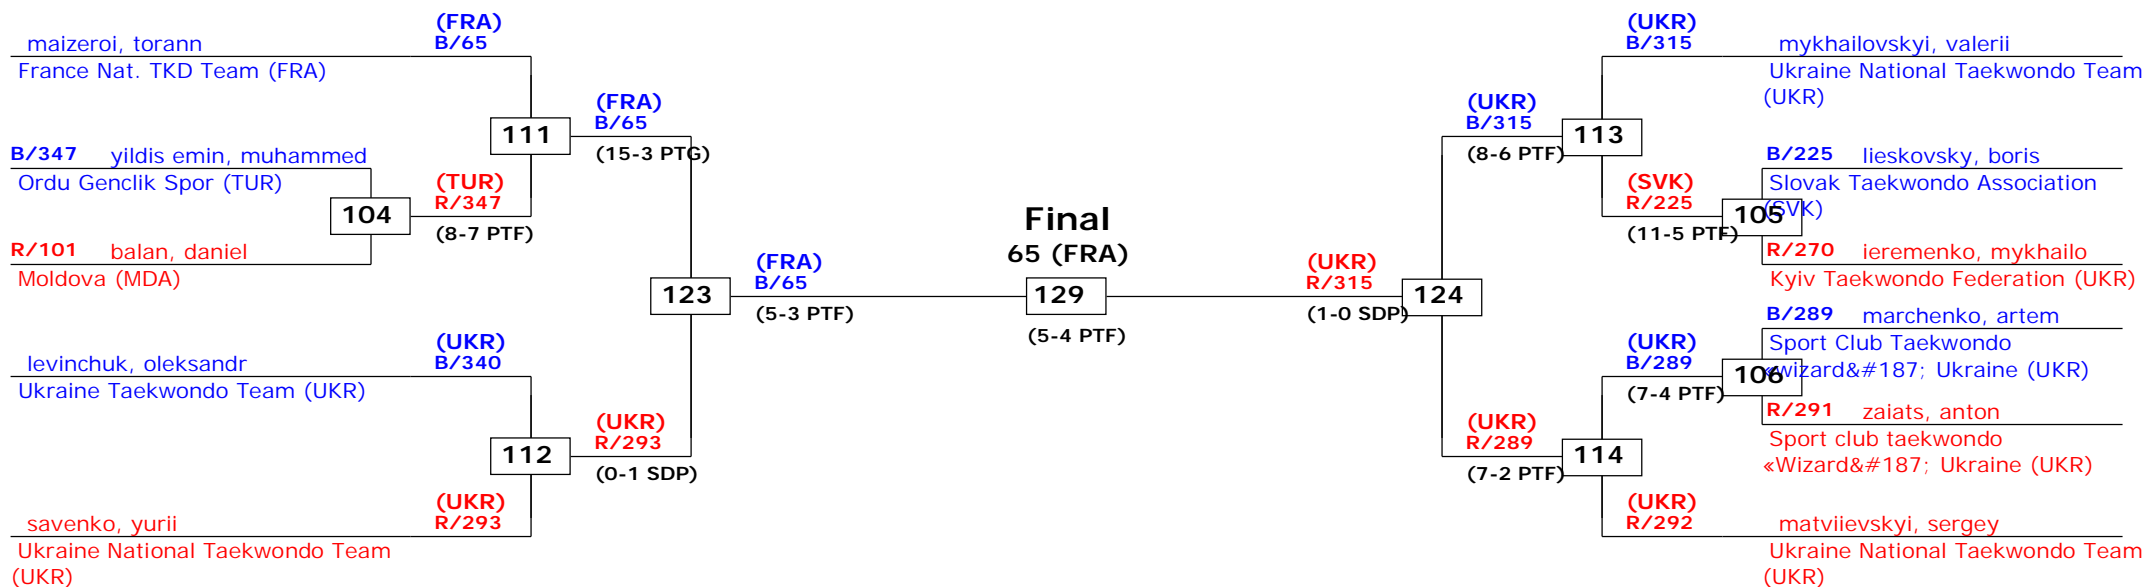 (FRA)
B/65
maizeroi, torann
France Nat. TKD Team (FRA)
(FRA)
B/65
111
(15-3 PTG)
B/347 yildis emin, muhammed
Ordu Genclik Spor (TUR)
(TUR)
R/347
104
(8-7 PTF)
R/101 balan, daniel
Moldova (MDA)
(FRA)
B/65
123
(5-3 PTF)
(UKR)
B/340
levinchuk, oleksandr
Ukraine Taekwondo Team (UKR)
(UKR)
R/293
112
(0-1 SDP)
(UKR)
R/293
savenko, yurii
Ukraine National Taekwondo Team
(UKR)
Final
65 (FRA)
129
(5-4 PTF)
(UKR)
R/315
124
(1-0 SDP)
(UKR)
B/315
mykhailovskyi, valerii
Ukraine National Taekwondo Team
(UKR)
(UKR)
B/315
113
(8-6 PTF)
B/225 lieskovsky, boris
Slovak Taekwondo Association
(SVK)
(SVK)
R/225
105
(11-5 PTF)
R/270 ieremenko, mykhailo
Kyiv Taekwondo Federation (UKR)
B/289 marchenko, artem
Sport Club Taekwondo
«wizard&#187; Ukraine (UKR)
(UKR)
B/289
106
(7-4 PTF)
R/291 zaiats, anton
Sport club taekwondo
«Wizard&#187; Ukraine (UKR)
(UKR)
R/289
114
(7-2 PTF)
(UKR)
R/292
matviievskyi, sergey
Ukraine National Taekwondo Team
(UKR)